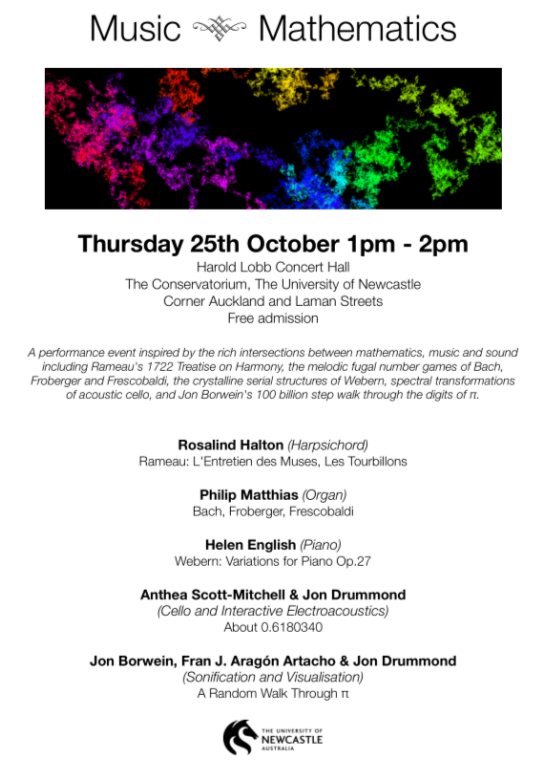 Music Mathematics
Thursday 25th October 1pm - 2pm
Harold Lobb Concert Hall
The Conservatorium, The University of Newcastle
Corner Auckland and Laman Streets
Free admission
A performance event inspired by the rich intersections between mathematics, music and sound
including Rameau's 1722 Treatise on Harmony, the melodic fugal number games of Bach,
Froberger and Frescobaldi, the crystalline serial structures of Webern, spectral transformations
of acoustic cello, and Jon Borwein's 100 billion step walk through the digits of π.
Rosalind Halton (Harpsichord)
Rameau: L'Entretien des Muses, Les Tourbillons
Philip Matthias (Organ)
Bach, Froberger, Frescobaldi
Helen English (Piano)
Webern: Variations for Piano Op.27
Anthea Scott-Mitchell & Jon Drummond
(Cello and Interactive Electroacoustics)
About 0.6180340
Jon Borwein, Fran J. Aragón Artacho & Jon Drummond
(Sonification and Visualisation)
A Random Walk Through π
THE UNIVERSITY OF
NEWCASTLE
AUSTRALIA